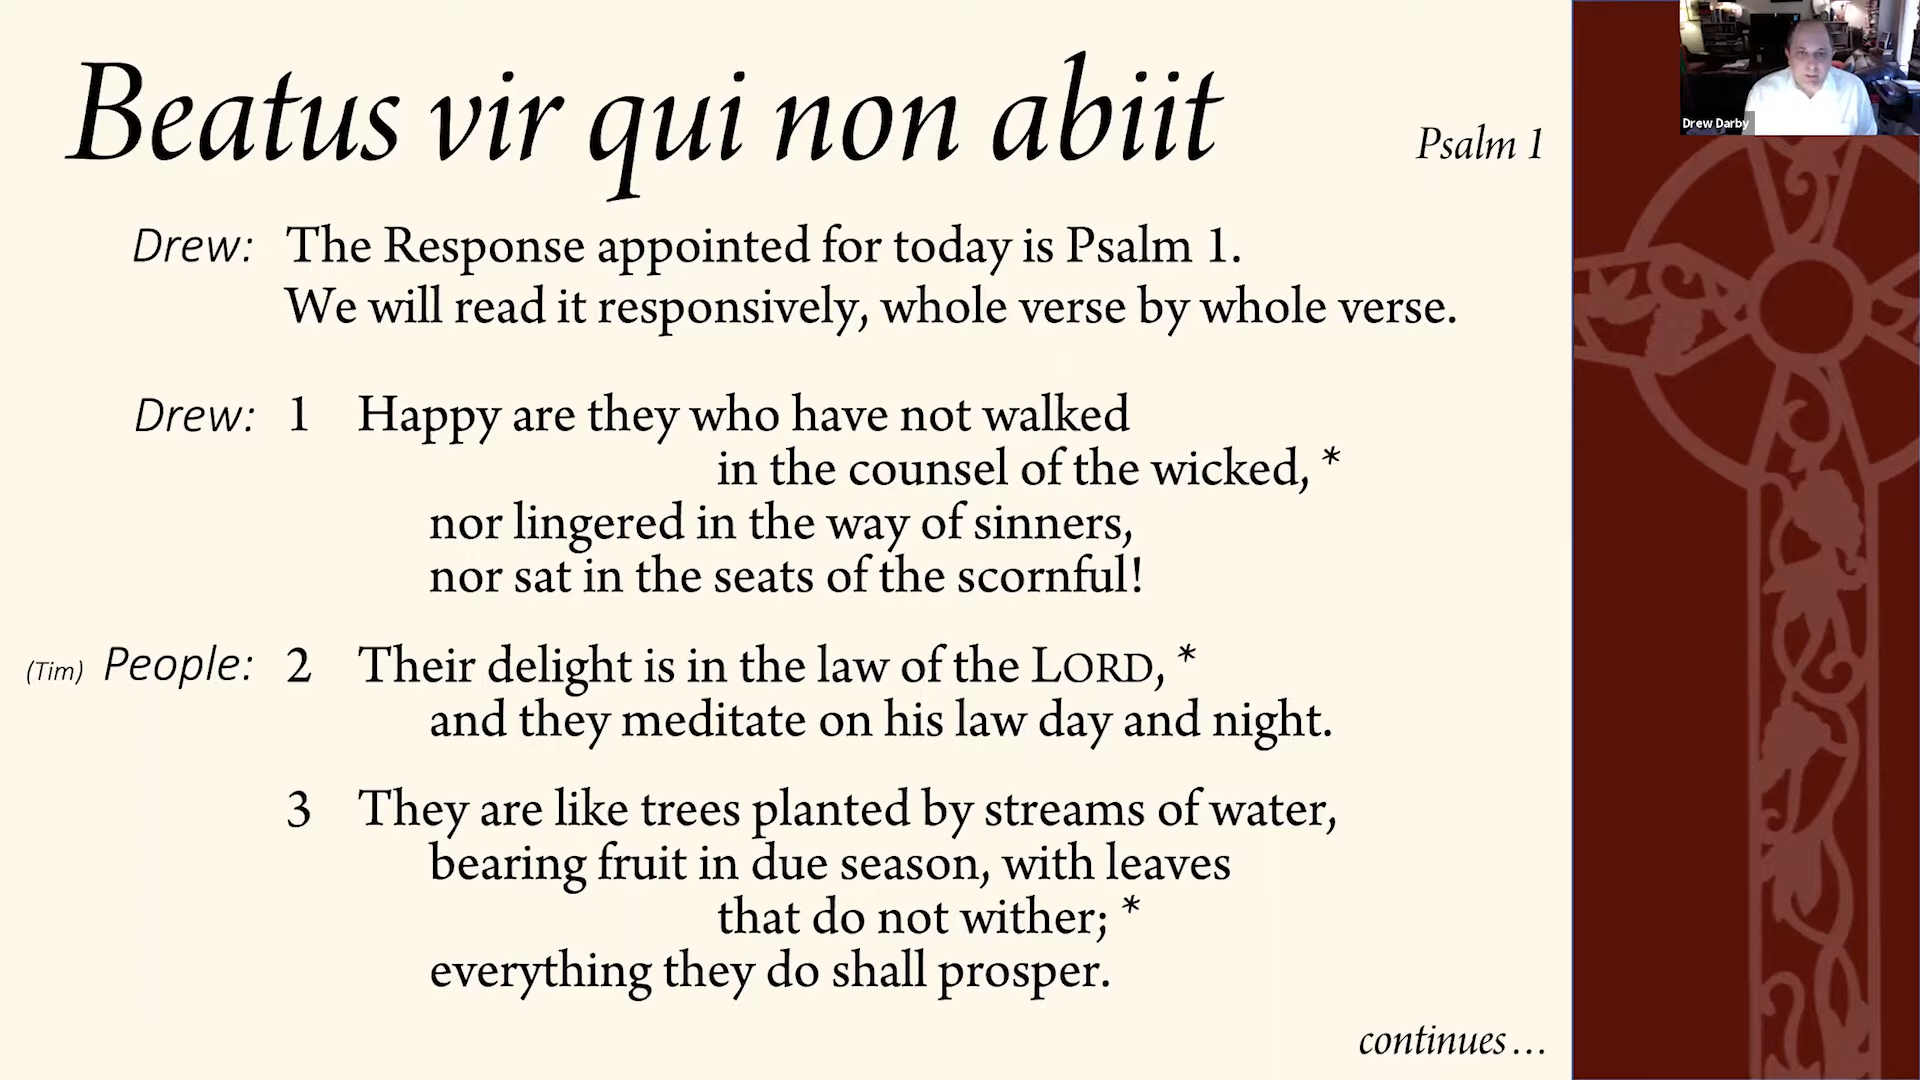 Beatus vir qui non abiit
Psalm 1
Drew Darby
Drew: The Response appointed for today is Psalm 1.
We will read it responsively, whole verse by whole verse.
Drew: 1 Happy are they who have not walked
in the counsel of the wicked, *
nor lingered in the way of sinners,
nor sat in the seats of the scornful!
(Tim) People: 2 Their delight is in the law of the LORD, *
and they meditate on his law day and night.
3 They are like trees planted by streams of water,
bearing fruit in due season, with leaves
that do not wither; *
everything they do shall prosper.
continues...